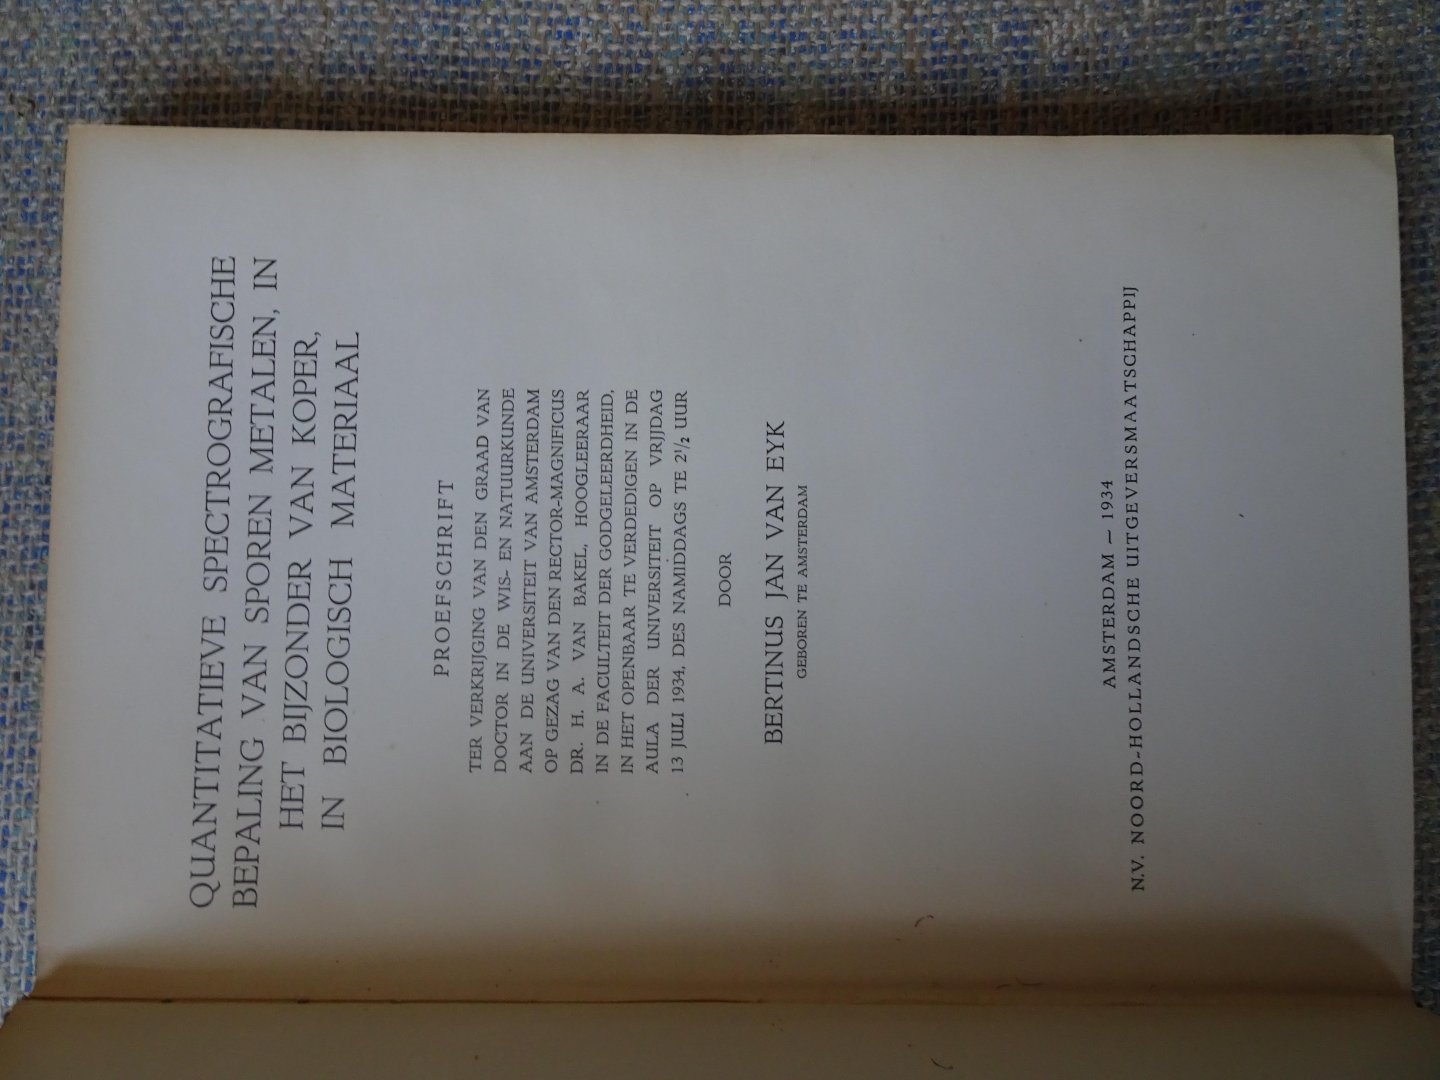 QUANTITATIEVE SPECTROGRAFISCHE
BEPALING VAN SPOREN METALEN, IN
HET BIJZONDER VAN KOPER,
IN BIOLOGISCH MATERIAAL
PROEFSCHRIFT
TER VERKRIJGING VAN DEN GRAAD VAN
DOCTOR IN DE WIS- EN NATUURKUNDE
AAN DE UNIVERSITEIT VAN AMSTERDAM
OP GEZAG VAN DEN RECTOR-MAGNIFICUS
DR. H. A. VAN BAKEL, HOOGLEERAAR
IN DE FACULTEIT DER GODGELEERDHEID,
IN HET OPENBAAR TE VERDEDIGEN IN DE
AULA DER UNIVERSITEIT OP VRIJDAG
13 JULI 1934, DES NAMIDDAGS TE 2¹/₂ UUR
DOOR
BERTINUS JAN VAN EYK
GEBOREN TE AMSTERDAM
AMSTERDAM – 1934
N.V. NOORD-HOLLANDSCHE UITGEVERSMAATSCHAPPIJ